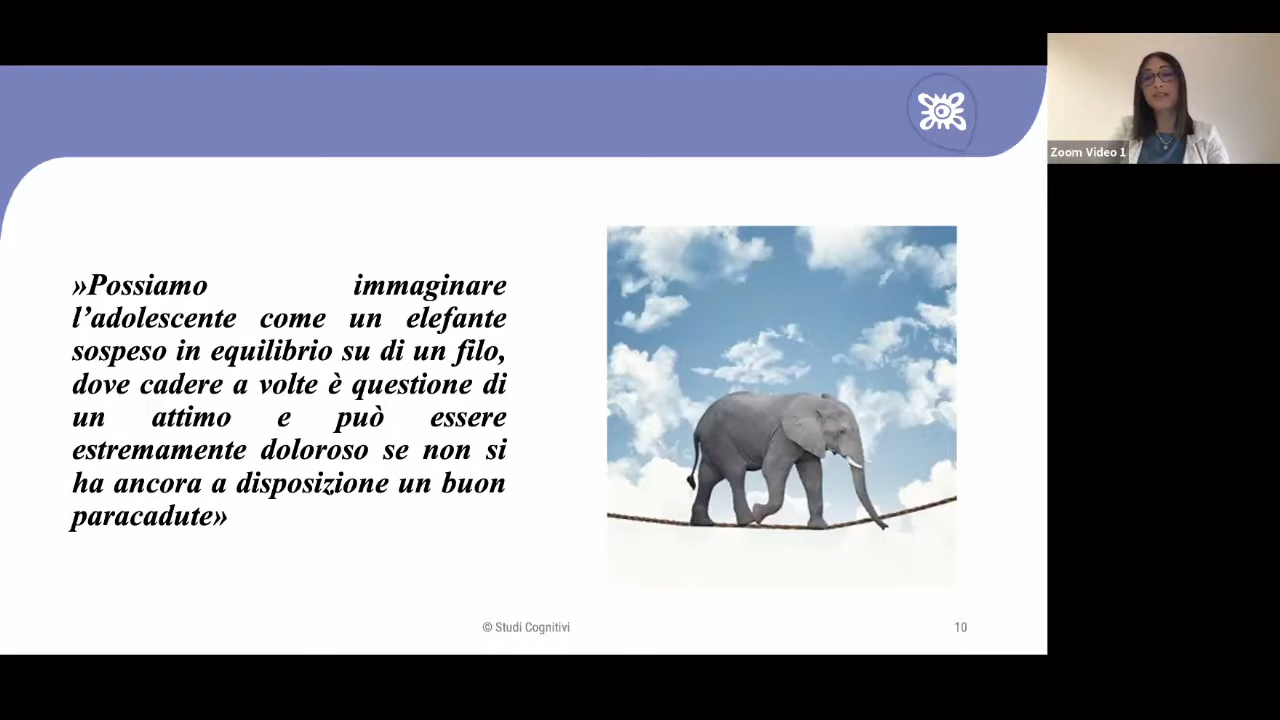 »Possiamo immaginare
l’adolescente come un elefante
sospeso in equilibrio su di un filo,
dove cadere a volte è questione di
un attimo e può essere
estremamente doloroso se non si
ha ancora a disposizione un buon
paracadute»
© Studi Cognitivi
10
Zoom Video 1